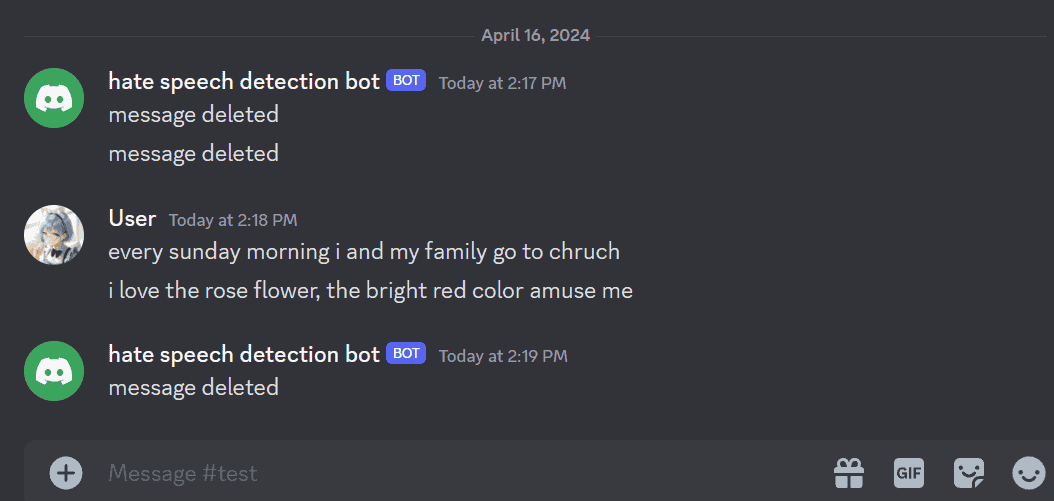 April 16, 2024
hate speech detection bot BOT Today at 2:17 PM
message deleted
message deleted
User Today at 2:18 PM
every sunday morning i and my family go to chruch
i love the rose flower, the bright red color amuse me
hate speech detection bot BOT Today at 2:19 PM
message deleted
Message #test GIF